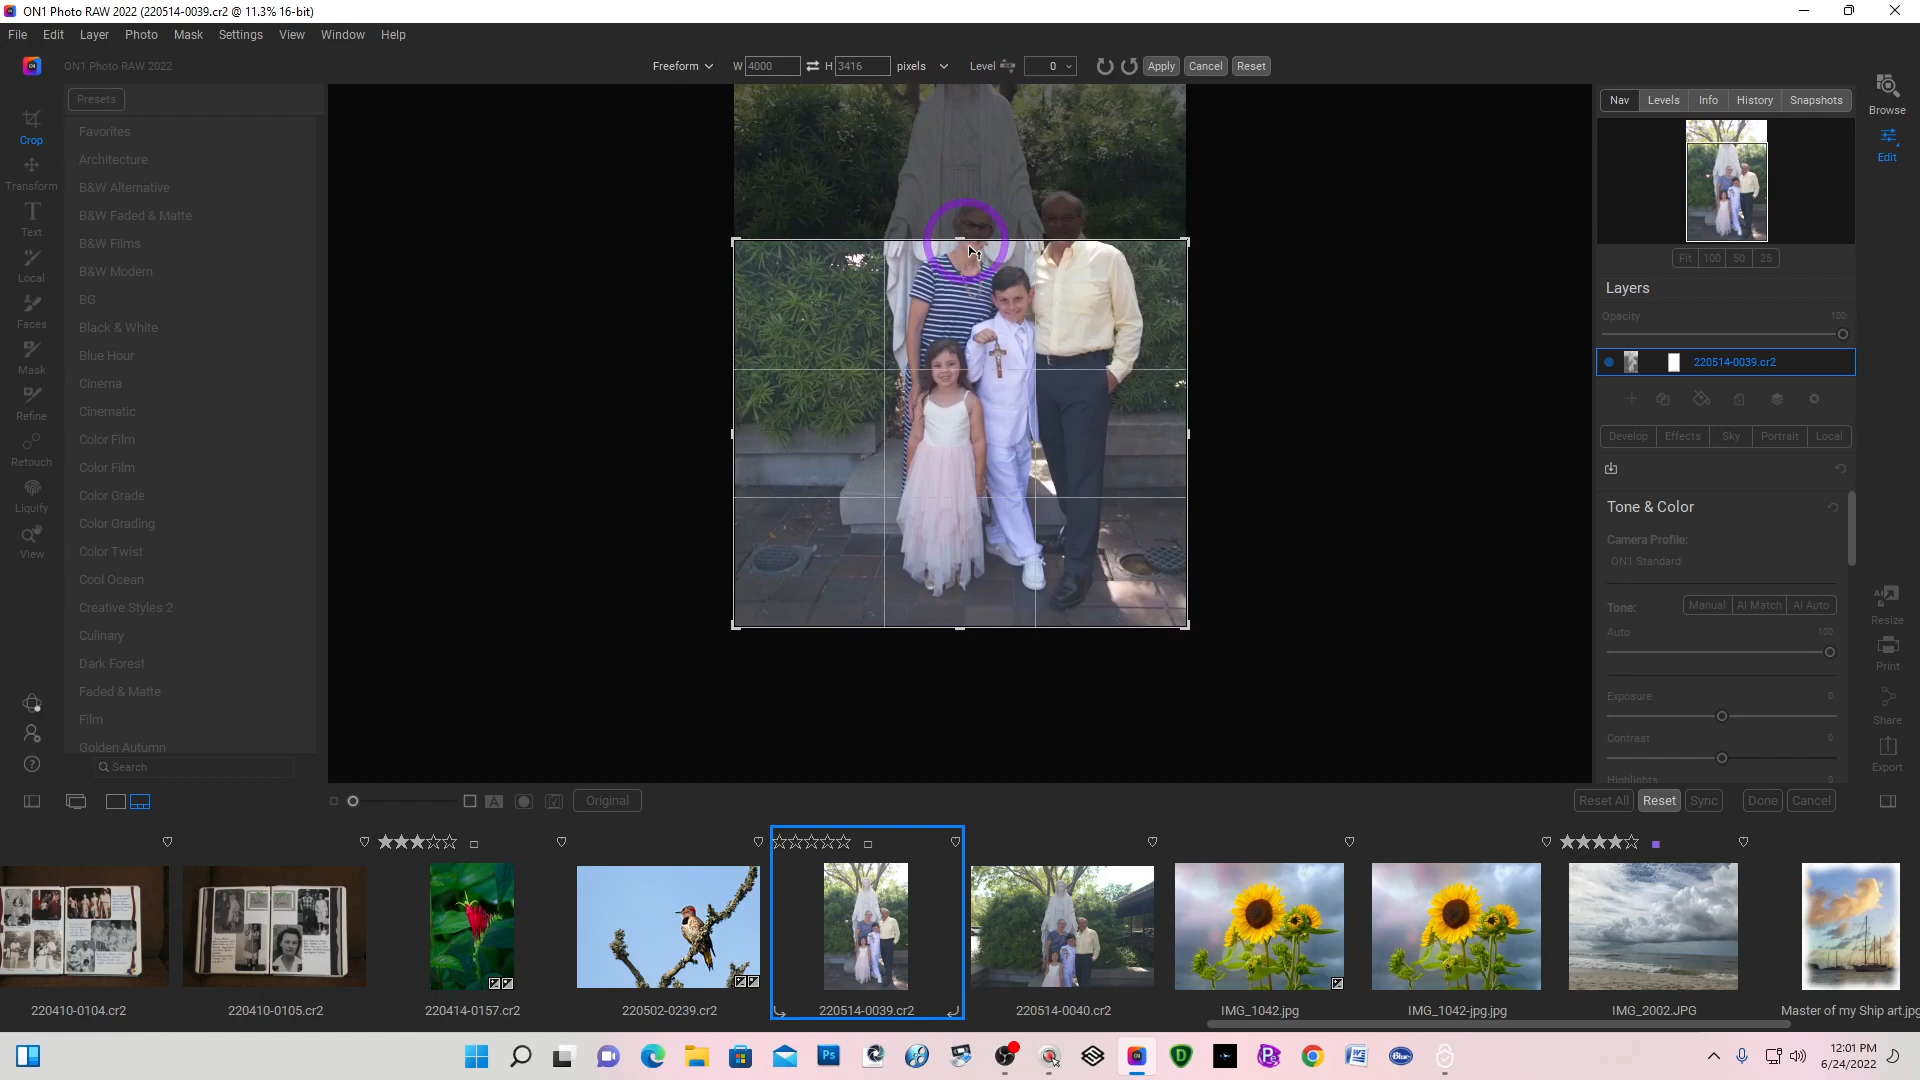 ON1 Photo RAW 2022 (220514-0039.cr2 @ 11.3% 16-bit)
File Edit Layer Photo Mask Settings View Window Help
ON1 Photo RAW 2022
Freeform W 4000 H 3416 pixels Level 0 Apply Cancel Reset
Presets
Nav Levels Info History Snapshots
Browse
Edit
Crop
Transform
Text
Local
Faces
Mask
Refine
Retouch
Liquify
View
Favorites
Architecture
B&W Alternative
B&W Faded & Matte
B&W Films
B&W Modern
BG
Black & White
Blue Hour
Cinema
Cinematic
Color Film
Color Film
Color Grade
Color Grading
Color Twist
Cool Ocean
Creative Styles 2
Culinary
Dark Forest
Faded & Matte
Film
Golden Autumn
Search
Fit 100 50 25
Layers
Opacity 100
220514-0039.cr2
Develop Effects Sky Portrait Local
Tone & Color
Camera Profile:
ON1 Standard
Tone: Manual AI Match AI Auto
Auto 100
Exposure 0
Contrast 0
Highlights 0
AI
Resize
Print
Share
Export
A Original
Reset All Reset Sync Done Cancel
220410-0104.cr2 220410-0105.cr2 220414-0157.cr2 220502-0239.cr2 220514-0039.cr2 220514-0040.cr2 IMG_1042.jpg IMG_1042-jpg.jpg IMG_2002.JPG Master of my Ship art.jpg
Ps
W
Blue
12:01 PM
6/24/2022